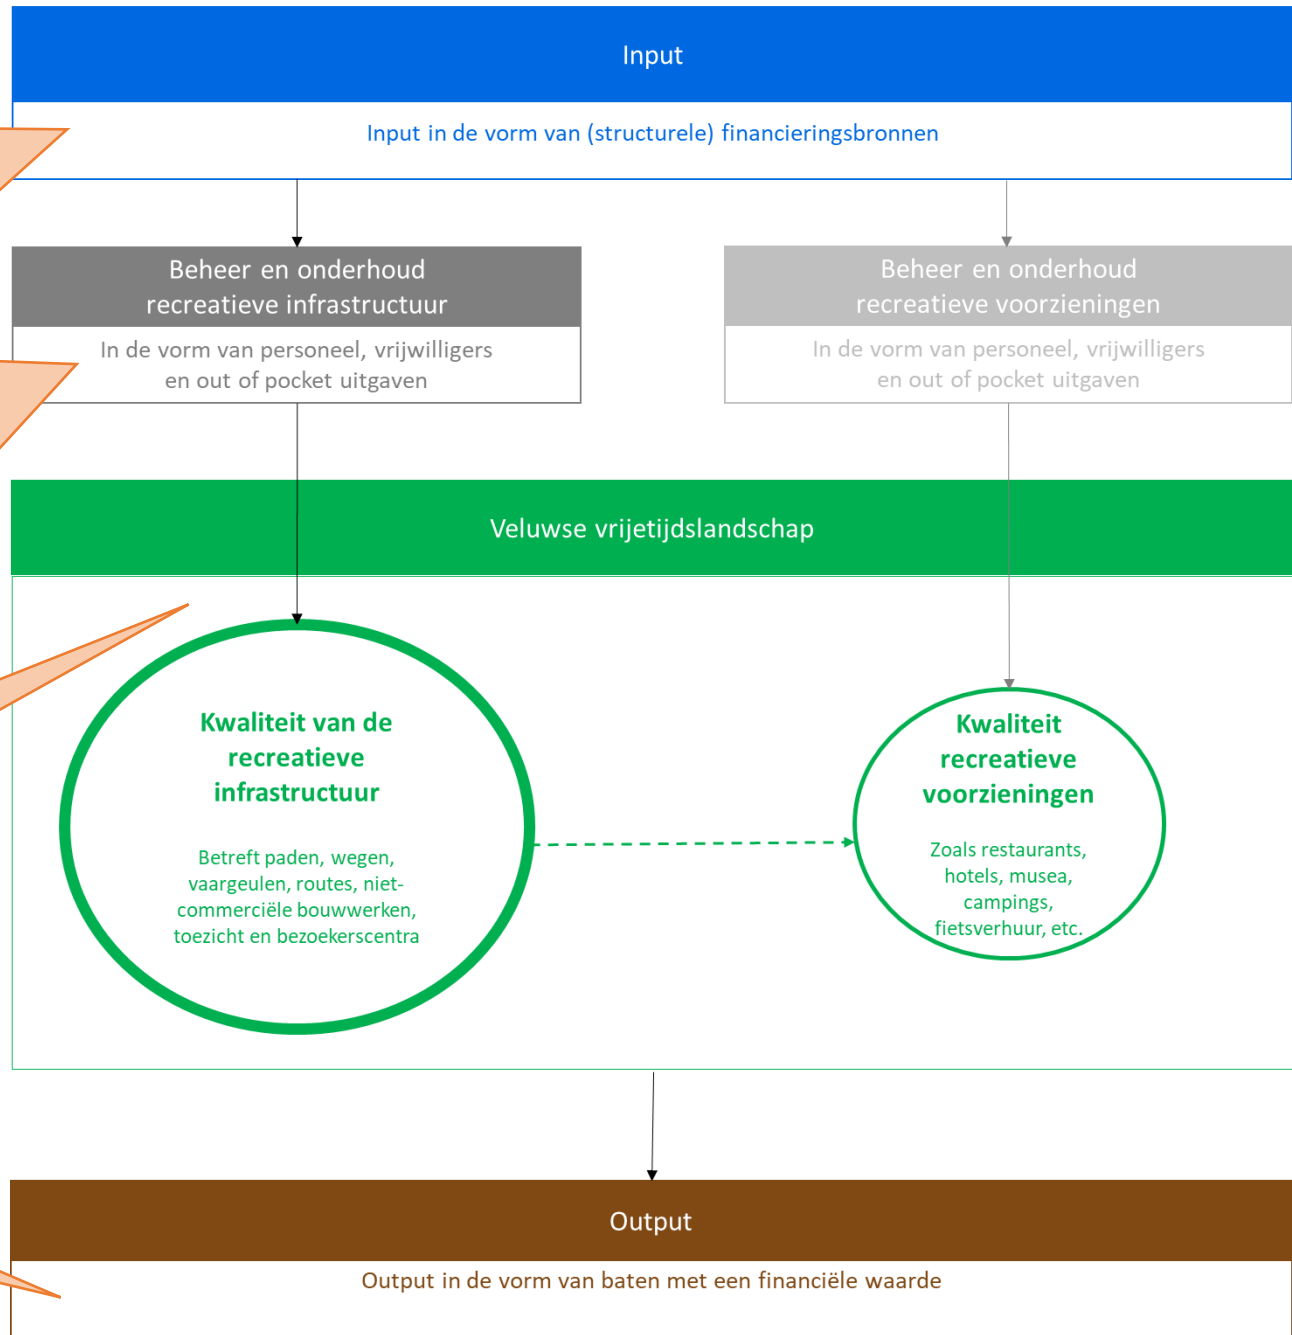 Input
Input in de vorm van (structurele) financieringsbronnen
Beheer en onderhoud
recreatieve infrastructuur
In de vorm van personeel, vrijwilligers
en out of pocket uitgaven
Beheer en onderhoud
recreatieve voorzieningen
In de vorm van personeel, vrijwilligers
en out of pocket uitgaven
Veluwse vrijetijdslandschap
Kwaliteit van de
recreatieve
infrastructuur
Betreft paden, wegen,
vaargeulen, routes, niet-
commerciële bouwwerken,
toezicht en bezoekerscentra
Kwaliteit
recreatieve
voorzieningen
Zoals restaurants,
hotels, musea,
campings,
fietsverhuur, etc.
Output
Output in de vorm van baten met een financiële waarde